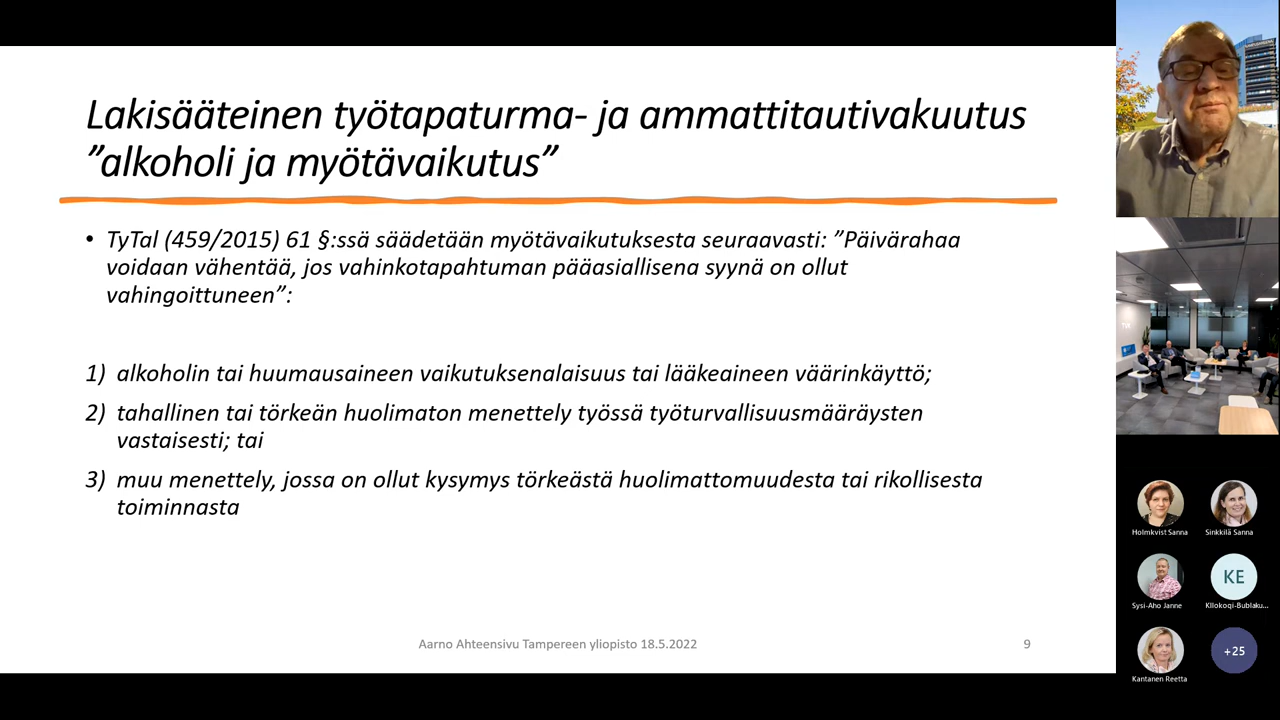 Lakisääteinen työtapaturma- ja ammattitautivakuutus
”alkoholi ja myötävaikutus”
• TyTal (459/2015) 61 §:ssä säädetään myötävaikutuksesta seuraavasti: ”Päivärahaa
voidaan vähentää, jos vahinkotapahtuman pääasiallisena syynä on ollut
vahingoittuneen”:
1) alkoholin tai huumausaineen vaikutuksenalaisuus tai lääkeaineen väärinkäyttö;
2) tahallinen tai törkeän huolimaton menettely työssä työturvallisuusmääräysten
vastaisesti; tai
3) muu menettely, jossa on ollut kysymys törkeästä huolimattomuudesta tai rikollisesta
toiminnasta
Aarno Ahteensivu Tampereen yliopisto 18.5.2022
9
Holmkvist Sanna
Sinkkilä Sanna
KE
Sysi-Aho Janne
+25
Kantanen Reetta